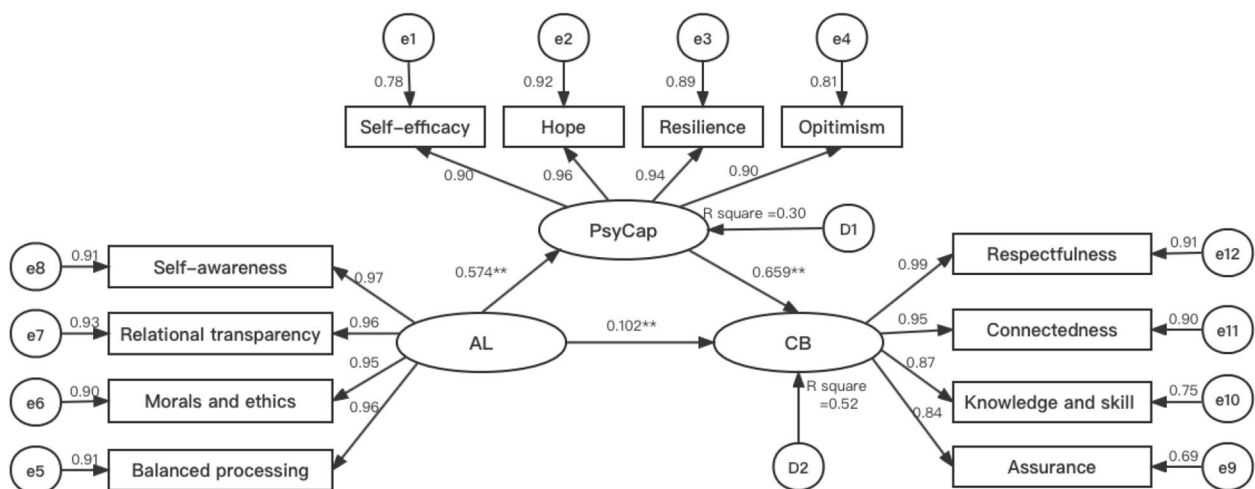 e1 e2 e3 e4
0.78 0.92 0.89 0.81
Self-efficacy Hope Resilience Opitimism
0.90 0.96 0.94 0.90
PsyCap
R square =0.30
D1
e8 0.91 Self-awareness 0.97
0.574**
0.659**
0.99 Respectfulness 0.91 e12
e7 0.93 Relational transparency 0.96
AL
0.102**
CB
0.95 Connectedness 0.90 e11
e6 0.90 Morals and ethics 0.95
R square
=0.52
0.87 Knowledge and skill 0.75 e10
e5 0.91 Balanced processing 0.96
D2
0.84 Assurance 0.69 e9